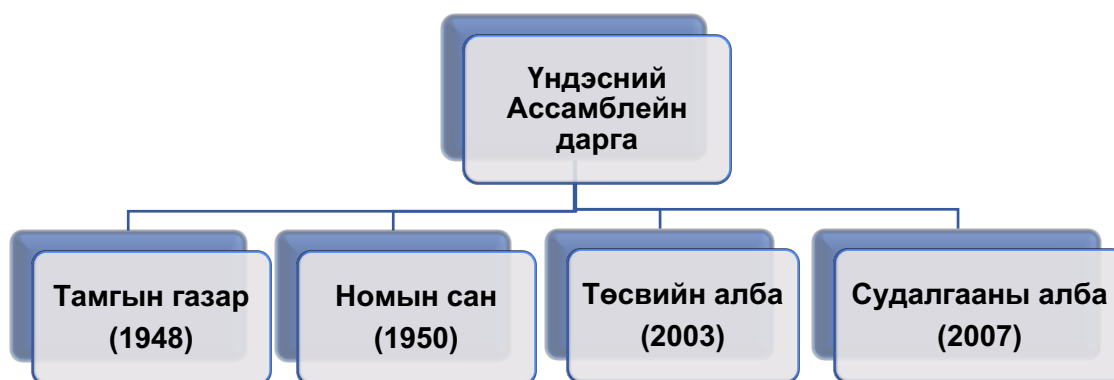 Үндэсний
Ассамблейн
дарга
Тамгын газар
(1948)
Номын сан
(1950)
Төсвийн алба
(2003)
Судалгааны алба
(2007)